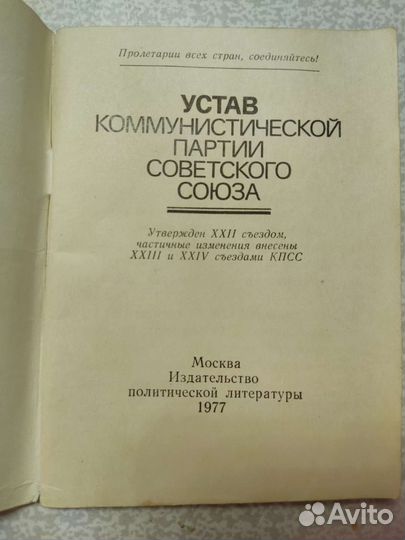 Пролетарии всех стран, соединяйтесь!
УСТАВ
КОММУНИСТИЧЕСКОЙ
ПАРТИИ
СОВЕТСКОГО
СОЮЗА
Утвержден XXII съездом,
частичные изменения внесены
XXIII и XXIV съездами КПСС
Москва
Издательство
политической литературы
1977
Avito